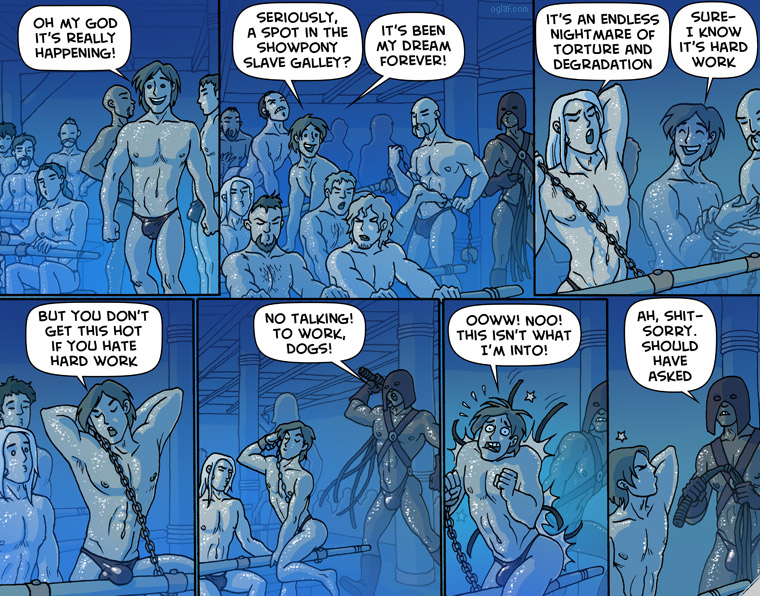 OH MY GOD
IT'S REALLY
HAPPENING!
SERIOUSLY,
A SPOT IN THE
SHOWPONY
SLAVE GALLEY?
IT'S BEEN
MY DREAM
FOREVER!
oglaf.com
IT'S AN ENDLESS
NIGHTMARE OF
TORTURE AND
DEGRADATION
SURE-
I KNOW
IT'S HARD
WORK
BUT YOU DON'T
GET THIS HOT
IF YOU HATE
HARD WORK
NO TALKING!
TO WORK,
DOGS!
OOWW! NOO!
THIS ISN'T WHAT
I'M INTO!
AH, SHIT-
SORRY.
SHOULD
HAVE
ASKED